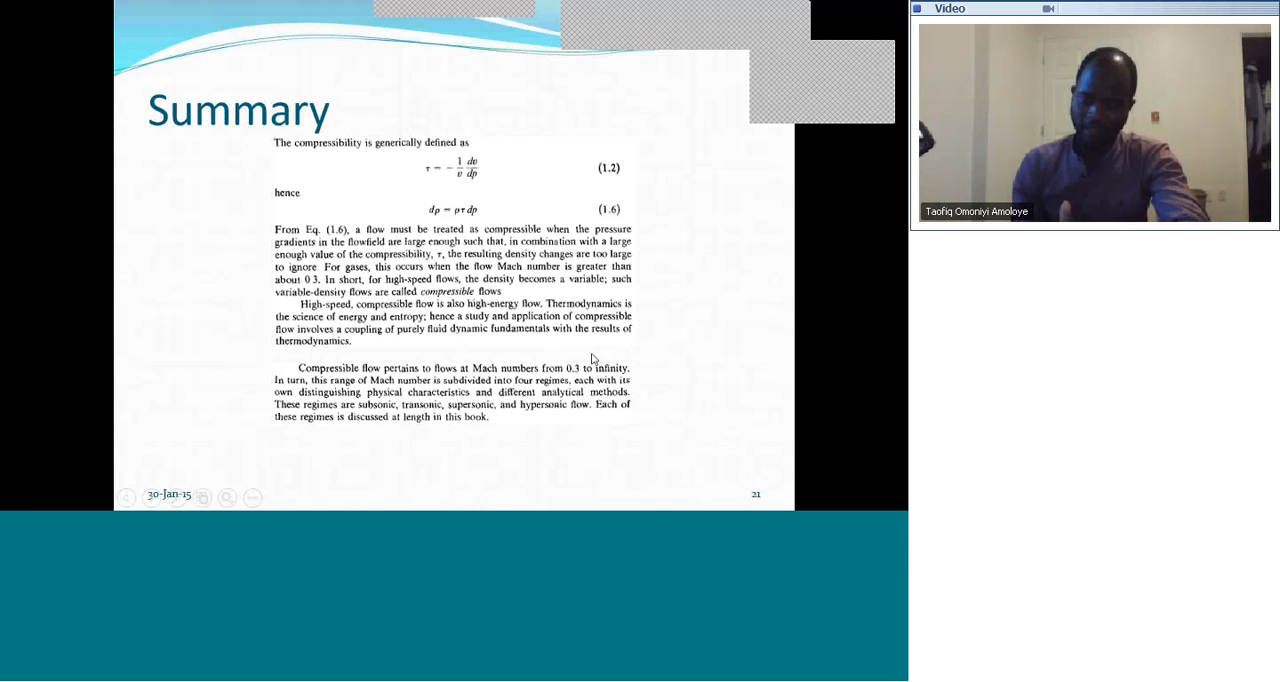 Summary
The compressibility is generically defined as
τ = - 1/v dv/dp (1.2)
hence
dρ = ρτ dp (1.6)
From Eq. (1.6), a flow must be treated as compressible when the pressure
gradients in the flowfield are large enough such that, in combination with a large
enough value of the compressibility, τ, the resulting density changes are too large
to ignore For gases, this occurs when the flow Mach number is greater than
about 0 3. In short, for high-speed flows, the density becomes a variable; such
variable-density flows are called compressible flows
High-speed, compressible flow is also high-energy flow. Thermodynamics is
the science of energy and entropy; hence a study and application of compressible
flow involves a coupling of purely fluid dynamic fundamentals with the results of
thermodynamics.
Compressible flow pertains to flows at Mach numbers from 0.3 to infinity.
In turn, this range of Mach number is subdivided into four regimes, each with its
own distinguishing physical characteristics and different analytical methods.
These regimes are subsonic, transonic, supersonic, and hypersonic flow. Each of
these regimes is discussed at length in this book.
30-Jan-15
21
Video
Taofiq Omoniyi Amoloye